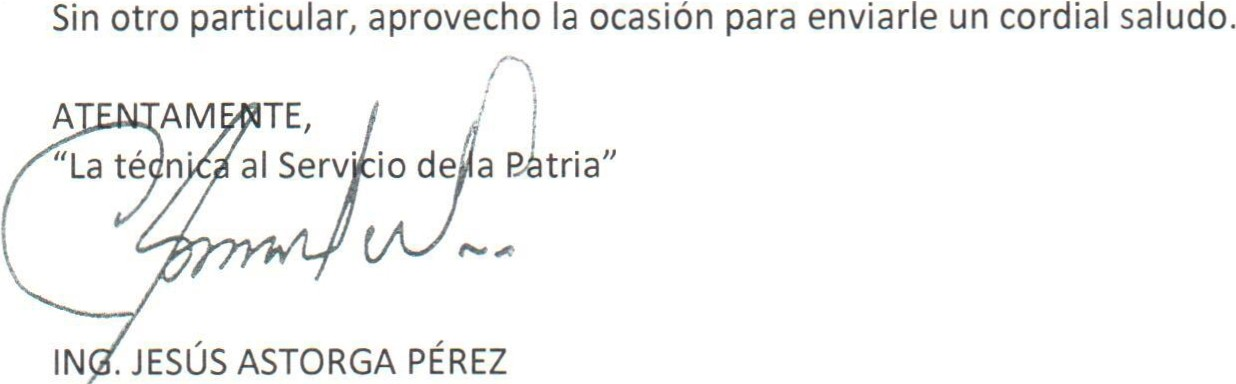 Sin otro particular, aprovecho la ocasión para enviarle un cordial saludo.
ATENTAMENTE,
“La técnica al Servicio de la Patria”
ING. JESÚS ASTORGA PÉREZ